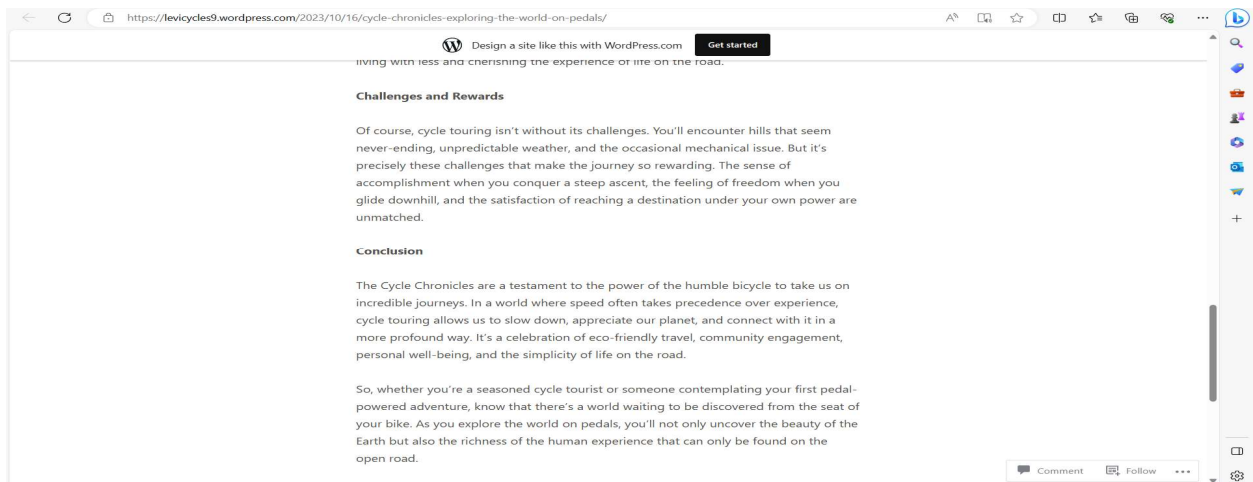 https://levicycles9.wordpress.com/2023/10/16/cycle-chronicles-exploring-the-world-on-pedals/
Design a site like this with WordPress.com Get started
living with less and cherishing the experience of life on the road.
Challenges and Rewards
Of course, cycle touring isn't without its challenges. You'll encounter hills that seem
never-ending, unpredictable weather, and the occasional mechanical issue. But it's
precisely these challenges that make the journey so rewarding. The sense of
accomplishment when you conquer a steep ascent, the feeling of freedom when you
glide downhill, and the satisfaction of reaching a destination under your own power are
unmatched.
Conclusion
The Cycle Chronicles are a testament to the power of the humble bicycle to take us on
incredible journeys. In a world where speed often takes precedence over experience,
cycle touring allows us to slow down, appreciate our planet, and connect with it in a
more profound way. It's a celebration of eco-friendly travel, community engagement,
personal well-being, and the simplicity of life on the road.
So, whether you're a seasoned cycle tourist or someone contemplating your first pedal-
powered adventure, know that there's a world waiting to be discovered from the seat of
your bike. As you explore the world on pedals, you'll not only uncover the beauty of the
Earth but also the richness of the human experience that can only be found on the
open road.
Comment Follow